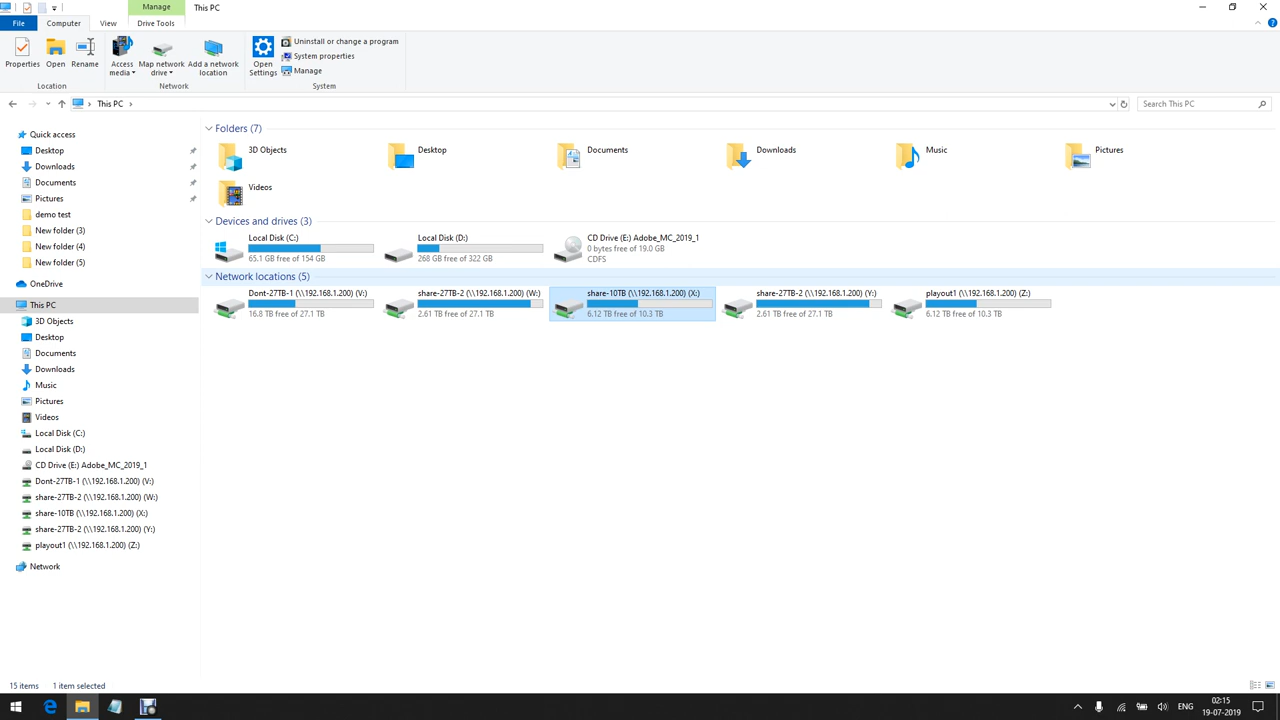 Manage
This PC
File
Computer
View
Drive Tools
Properties
Open
Rename
Access media
Map network drive
Add a network location
Open Settings
Uninstall or change a program
System properties
Manage
Location
Network
System
This PC
Search This PC
Quick access
Desktop
Downloads
Documents
Pictures
demo test
New folder (3)
New folder (4)
New folder (5)
OneDrive
This PC
3D Objects
Desktop
Documents
Downloads
Music
Pictures
Videos
Local Disk (C:)
Local Disk (D:)
CD Drive (E:) Adobe_MC_2019_1
Dont-27TB-1 (\\192.168.1.200) (V:)
share-27TB-2 (\\192.168.1.200) (W:)
share-10TB (\\192.168.1.200) (X:)
share-27TB-2 (\\192.168.1.200) (Y:)
playout1 (\\192.168.1.200) (Z:)
Network
Folders (7)
3D Objects
Desktop
Documents
Downloads
Music
Pictures
Videos
Devices and drives (3)
Local Disk (C:)
65.1 GB free of 154 GB
Local Disk (D:)
268 GB free of 322 GB
CD Drive (E:) Adobe_MC_2019_1
0 bytes free of 19.0 GB
CDFS
Network locations (5)
Dont-27TB-1 (\\192.168.1.200) (V:)
16.8 TB free of 27.1 TB
share-27TB-2 (\\192.168.1.200) (W:)
2.61 TB free of 27.1 TB
share-10TB (\\192.168.1.200) (X:)
6.12 TB free of 10.3 TB
share-27TB-2 (\\192.168.1.200) (Y:)
2.61 TB free of 27.1 TB
playout1 (\\192.168.1.200) (Z:)
6.12 TB free of 10.3 TB
15 items
1 item selected
ENG
02:15
19-07-2019